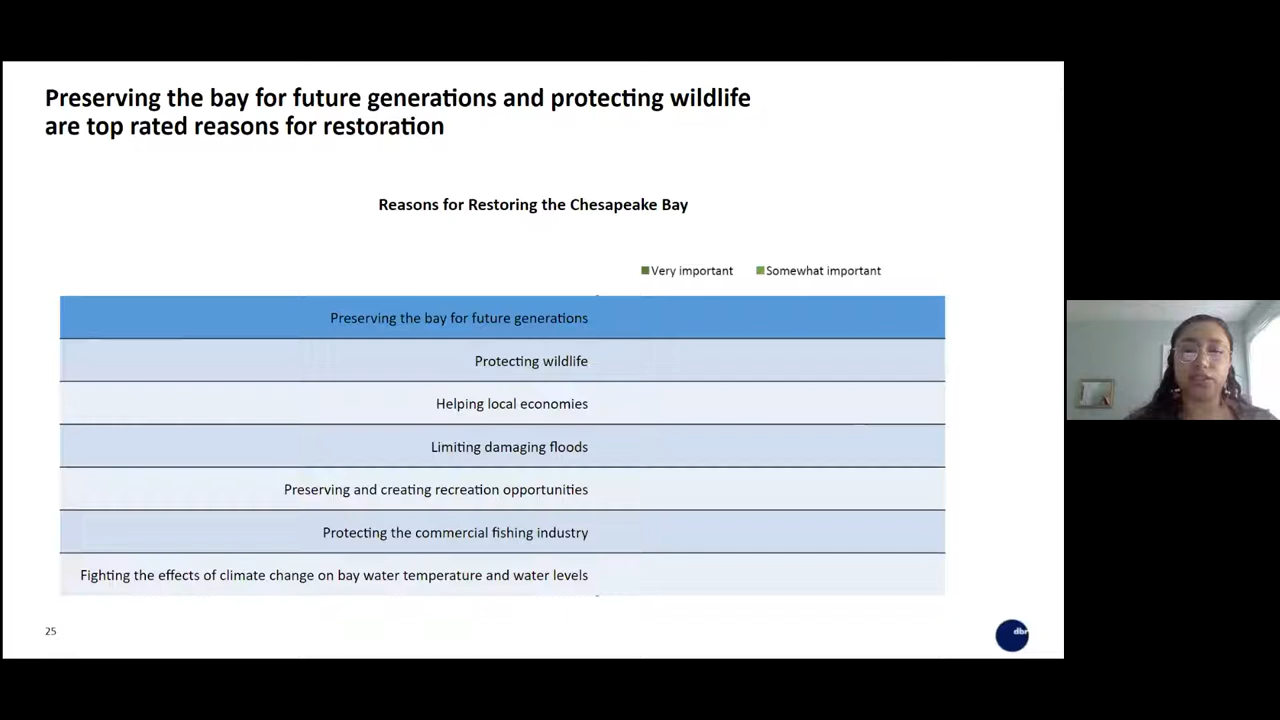 Preserving the bay for future generations and protecting wildlife
are top rated reasons for restoration
Reasons for Restoring the Chesapeake Bay
Very important Somewhat important
Preserving the bay for future generations
Protecting wildlife
Helping local economies
Limiting damaging floods
Preserving and creating recreation opportunities
Protecting the commercial fishing industry
Fighting the effects of climate change on bay water temperature and water levels
25
dbr